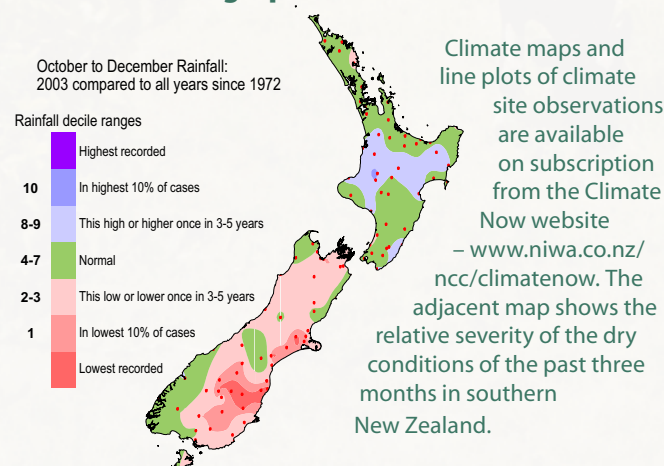 October to December Rainfall:
2003 compared to all years since 1972
Rainfall decile ranges
Highest recorded
10 In highest 10% of cases
8-9 This high or higher once in 3-5 years
4-7 Normal
2-3 This low or lower once in 3-5 years
1 In lowest 10% of cases
Lowest recorded
Climate maps and
line plots of climate
site observations
are available
on subscription
from the Climate
Now website
– www.niwa.co.nz/
ncc/climatenow. The
adjacent map shows the
relative severity of the dry
conditions of the past three
months in southern
New Zealand.